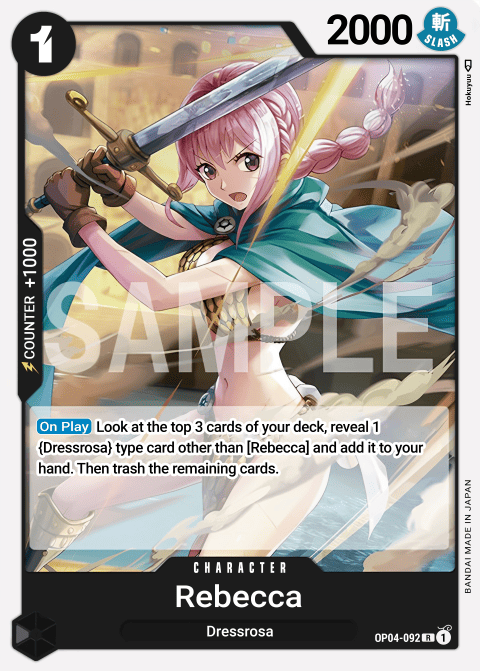 1
2000
斬
SLASH
Hokuyuu
COUNTER +1000
SAMPLE
On Play Look at the top 3 cards of your deck, reveal 1
{Dressrosa} type card other than [Rebecca] and add it to your
hand. Then trash the remaining cards.
BANDAI MADE IN JAPAN
CHARACTER
Rebecca
Dressrosa
OP04-092 R 1